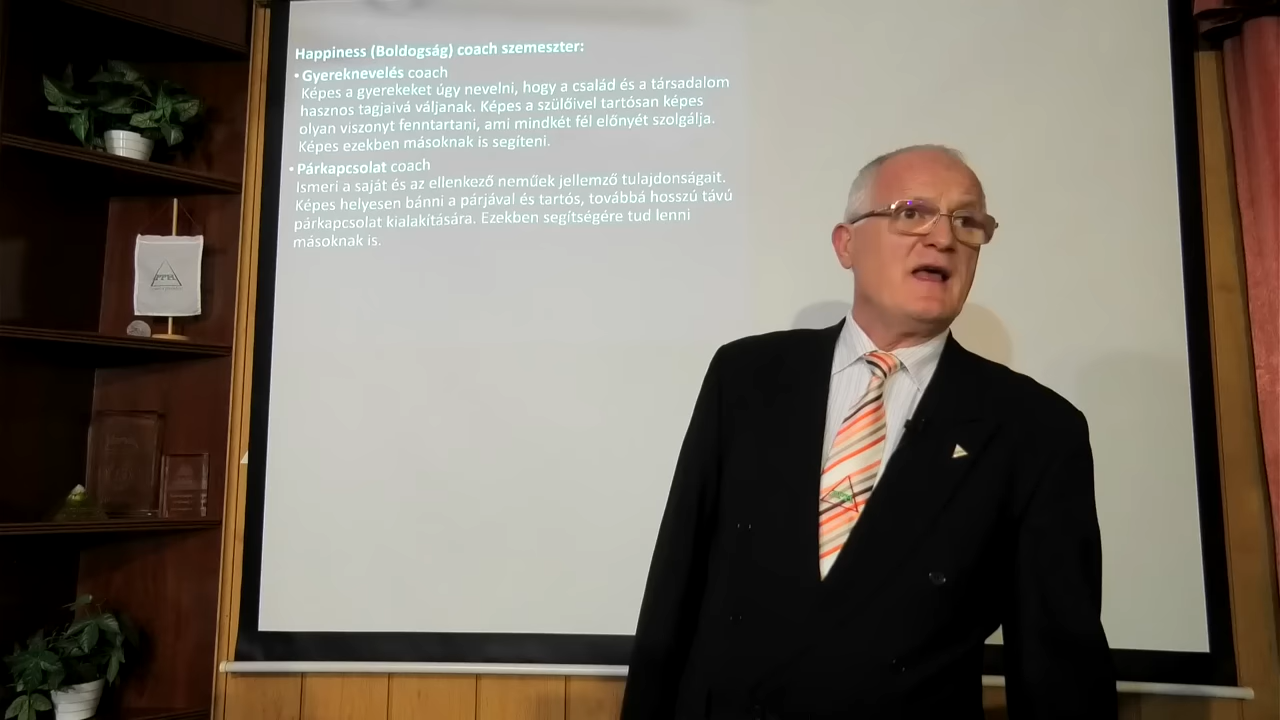 Happiness (Boldogság) coach szemeszter:
• Gyereknevelés coach
Képes a gyerekeket úgy nevelni, hogy a család és a társadalom
hasznos tagjaivá váljanak. Képes a szülőivel tartósan képes
olyan viszonyt fenntartani, ami mindkét fél előnyét szolgálja.
Képes ezekben másoknak is segíteni.
• Párkapcsolat coach
Ismeri a saját és az ellenkező neműek jellemző tulajdonságait.
Képes helyesen bánni a párjával és tartós, továbbá hosszú távú
párkapcsolat kialakítására. Ezekben segítségére tud lenni
másoknak is.